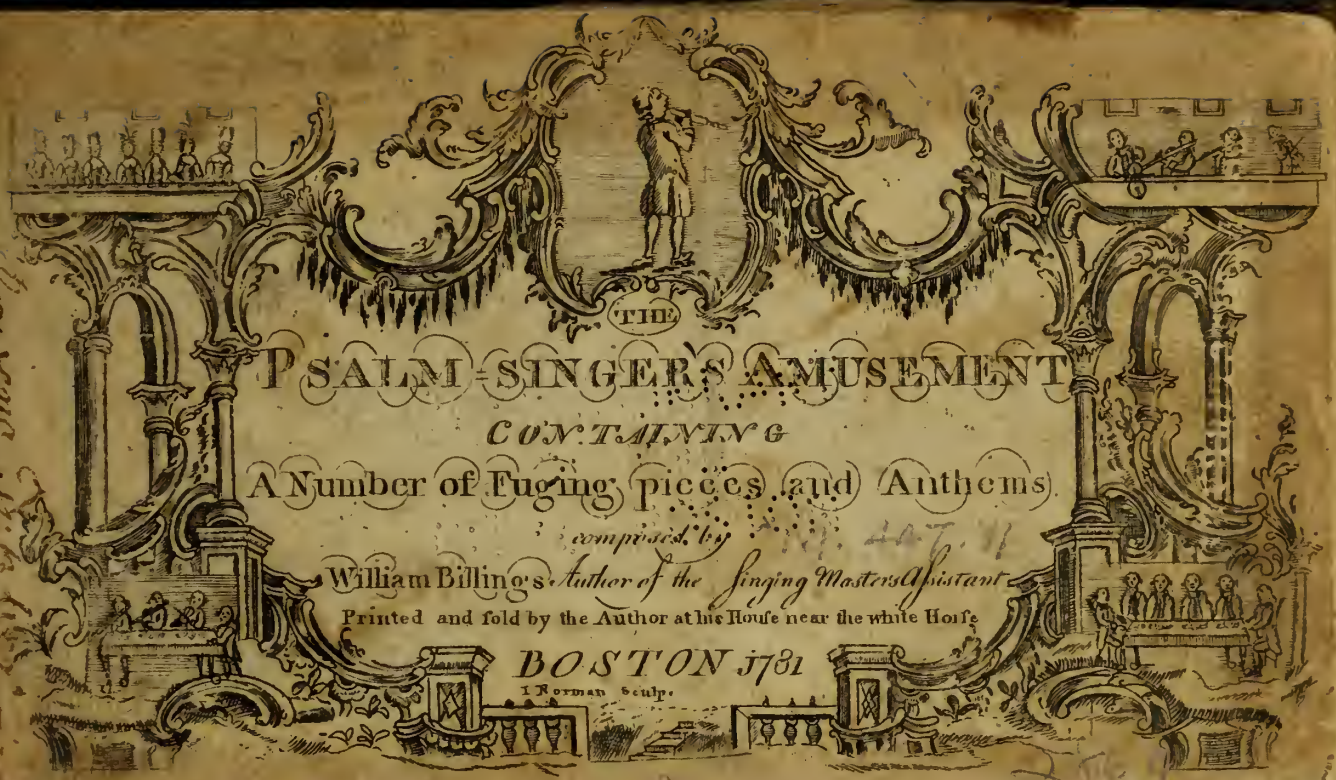 THE
PSALM-SINGER'S AMUSEMENT
CONTAINING
A Number of Fuging pieces and Anthems
composed by
William Billings Author of the ſinging Masters Aſsistant
Printed and ſold by the Author at his Houſe near the white Horſe
BOSTON 1781
I Norman Sculp.